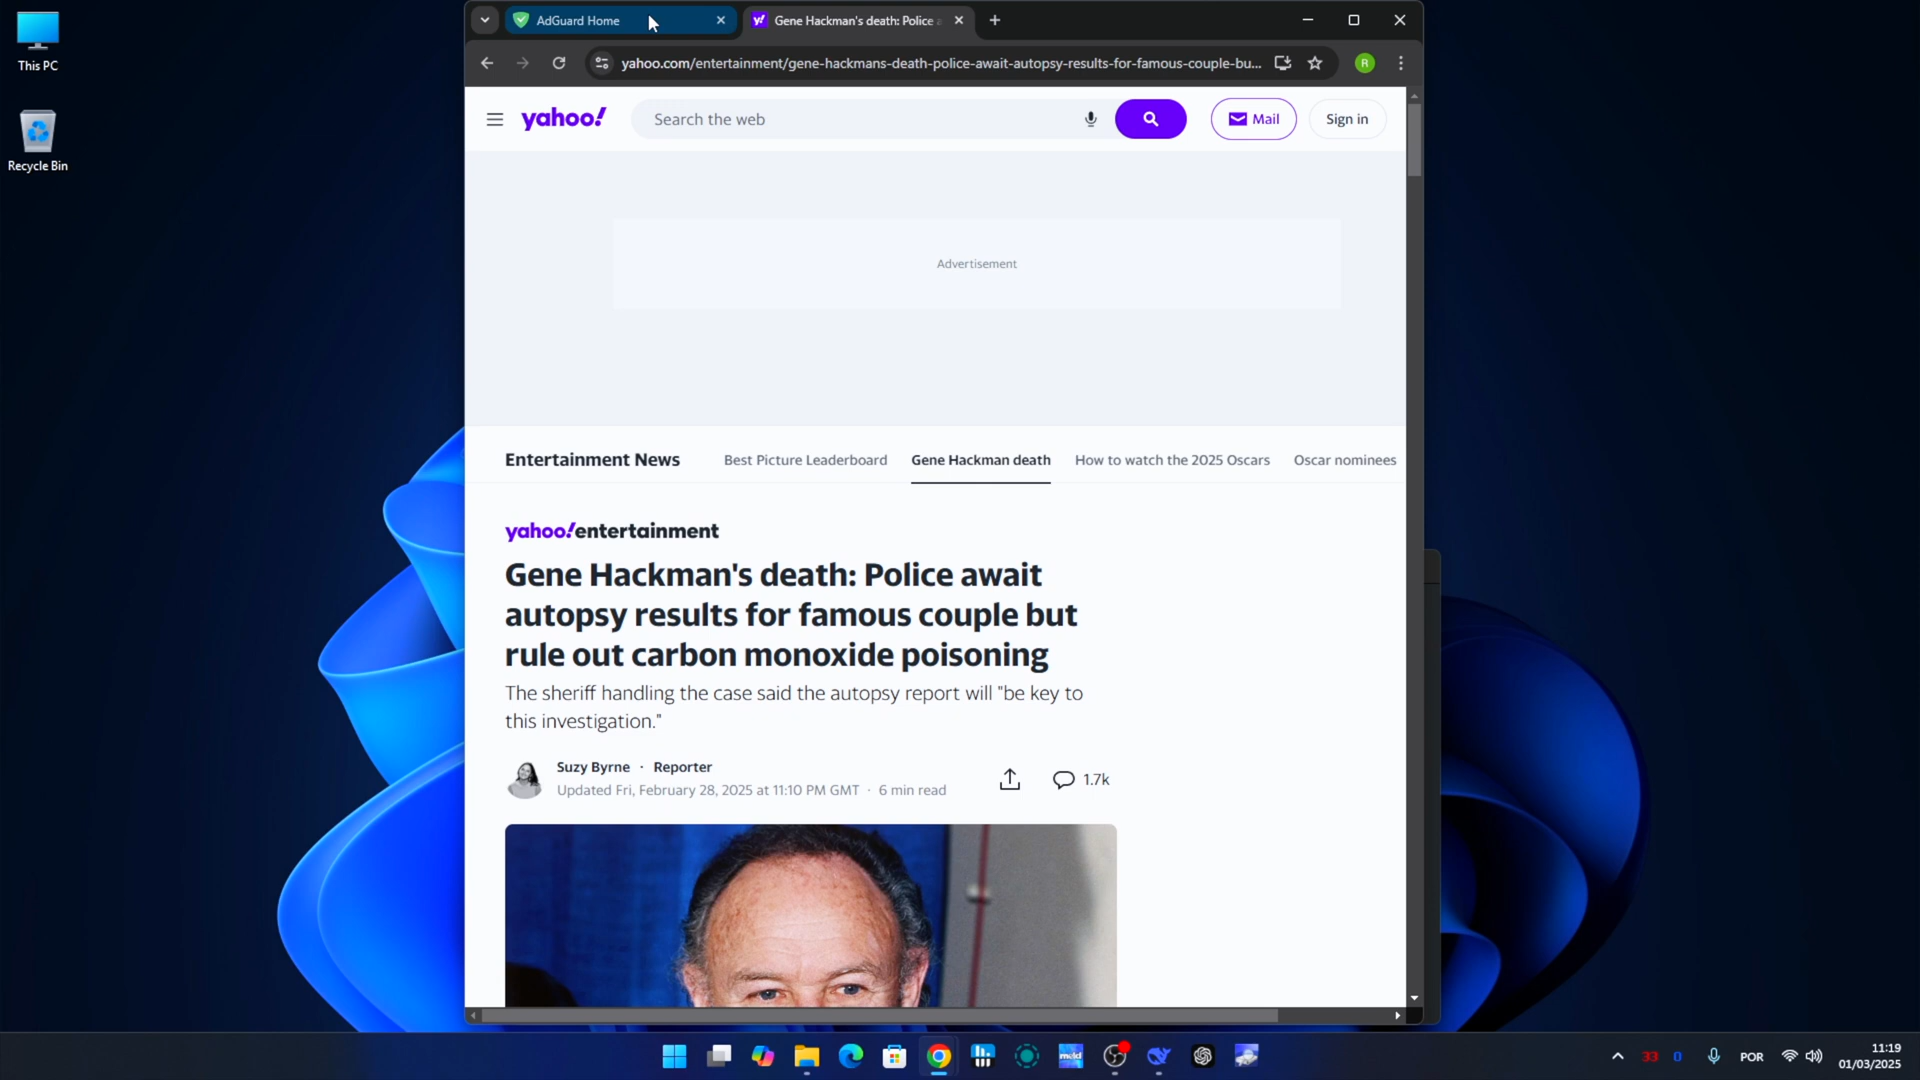 This PC
Recycle Bin
AdGuard Home
Gene Hackman's death: Police a
yahoo.com/entertainment/gene-hackmans-death-police-await-autopsy-results-for-famous-couple-bu...
R
yahoo!
Search the web
Mail
Sign in
Advertisement
Entertainment News
Best Picture Leaderboard
Gene Hackman death
How to watch the 2025 Oscars
Oscar nominees
yahoo!entertainment
Gene Hackman's death: Police await
autopsy results for famous couple but
rule out carbon monoxide poisoning
The sheriff handling the case said the autopsy report will "be key to
this investigation."
Suzy Byrne · Reporter
Updated Fri, February 28, 2025 at 11:10 PM GMT · 6 min read
1.7k
33
0
POR
11:19
01/03/2025